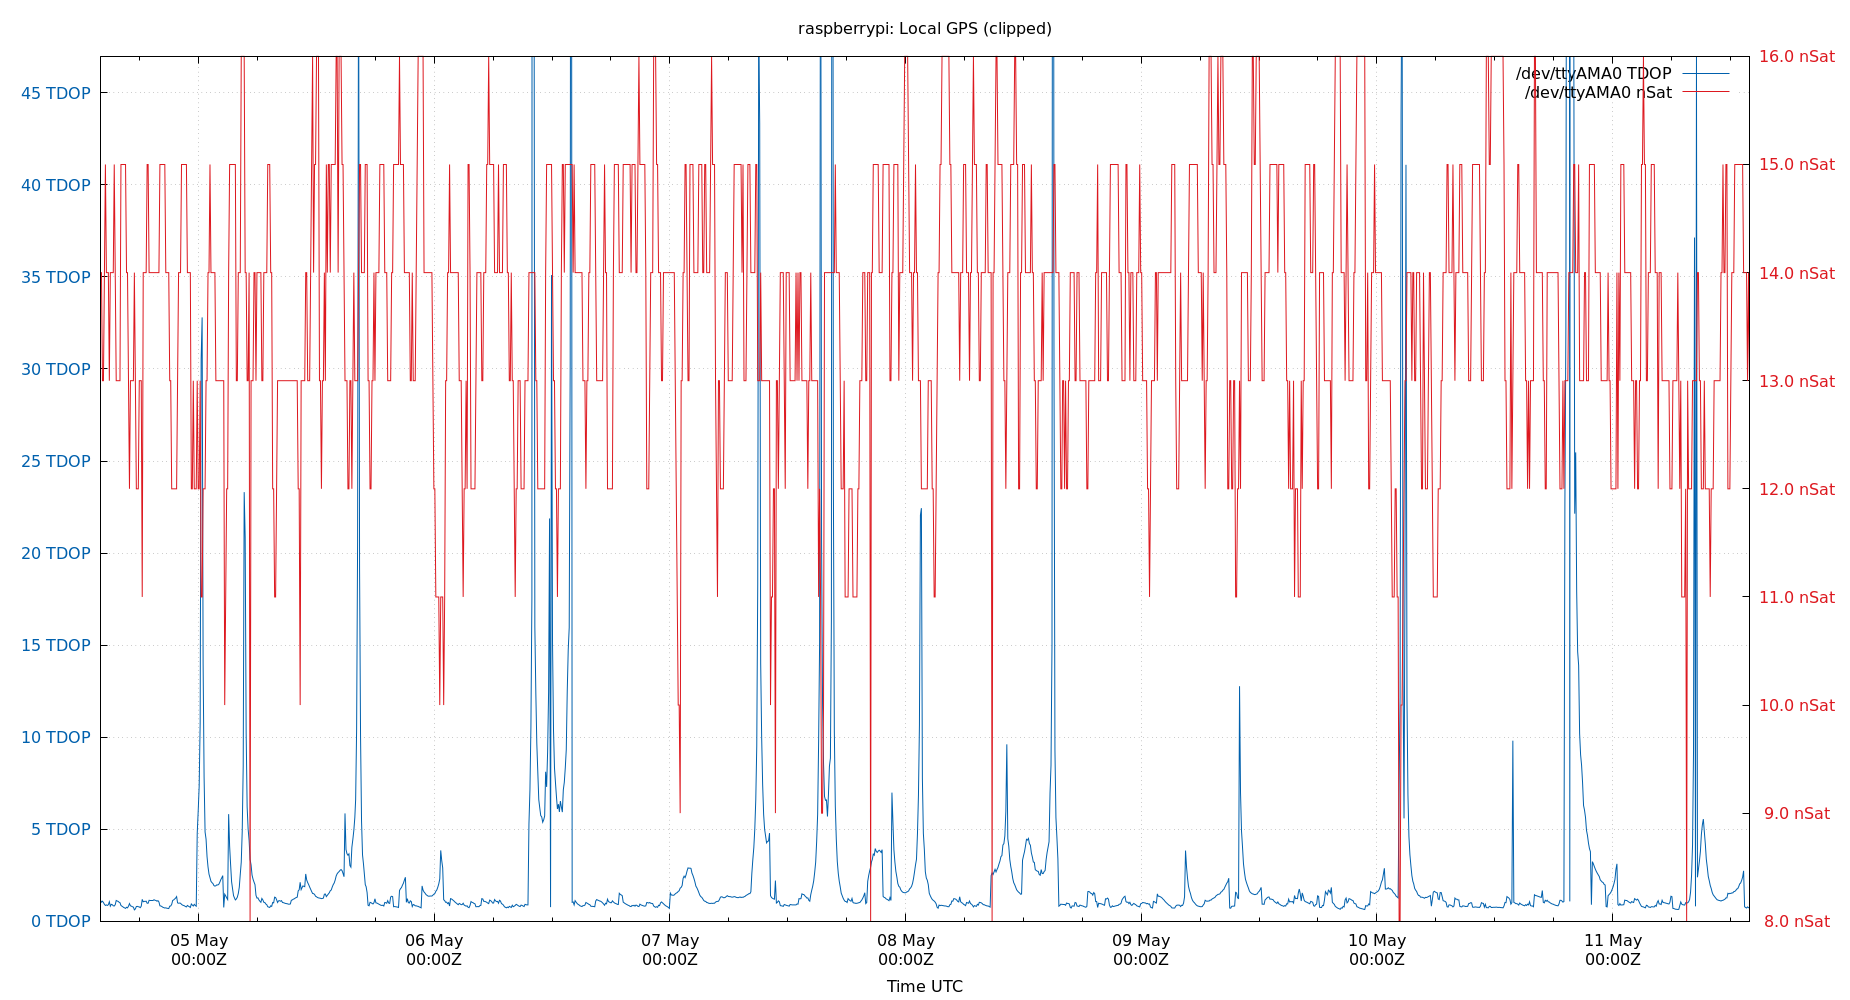 raspberrypi: Local GPS (clipped)
/dev/ttyAMA0 TDOP
/dev/ttyAMA0 nSat
45 TDOP
40 TDOP
35 TDOP
30 TDOP
25 TDOP
20 TDOP
15 TDOP
10 TDOP
5 TDOP
0 TDOP
16.0 nSat
15.0 nSat
14.0 nSat
13.0 nSat
12.0 nSat
11.0 nSat
10.0 nSat
9.0 nSat
8.0 nSat
05 May
00:00Z
06 May
00:00Z
07 May
00:00Z
08 May
00:00Z
09 May
00:00Z
10 May
00:00Z
11 May
00:00Z
Time UTC